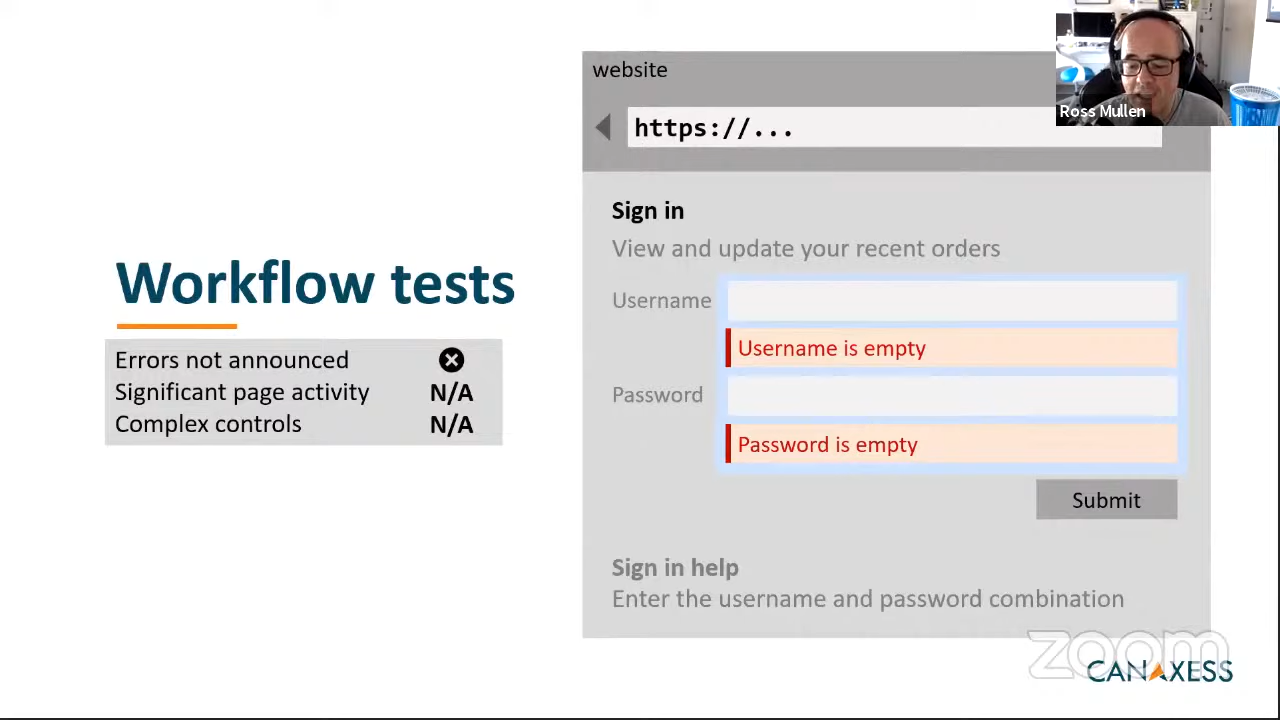 website
Ross Mullen
https://...
Sign in
View and update your recent orders
Workflow tests
Username
Username is empty
Errors not announced
Significant page activity N/A
Complex controls N/A
Password
Password is empty
Submit
Sign in help
Enter the username and password combination
zoom
CANAXESS